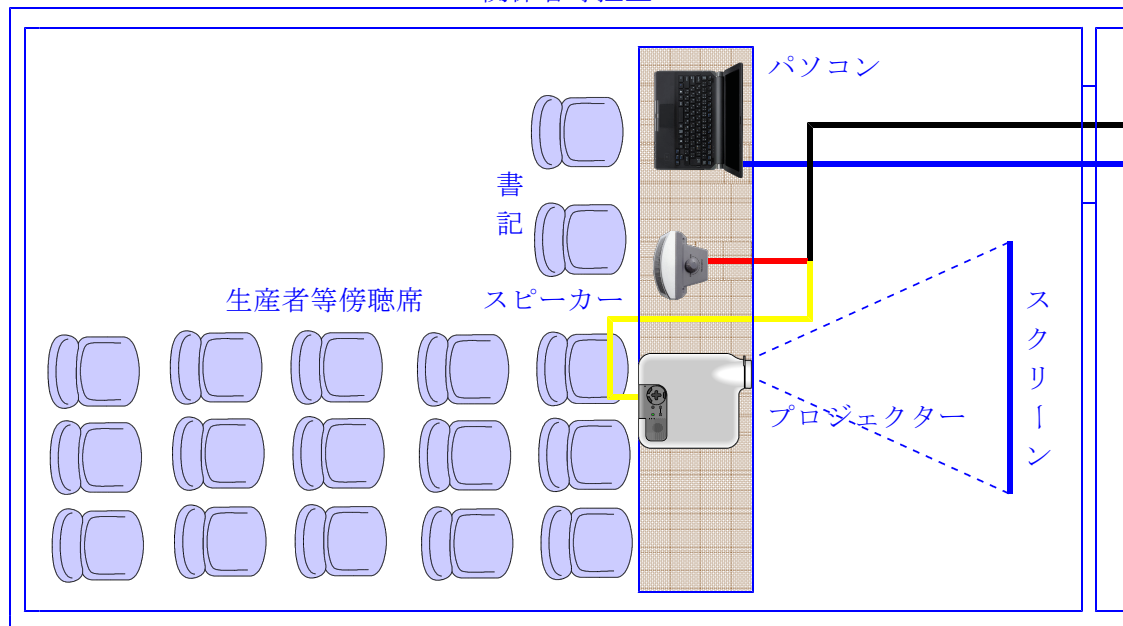 パソコン
書記
生産者等傍聴席
スピーカー
スクリーン
プロジェクター